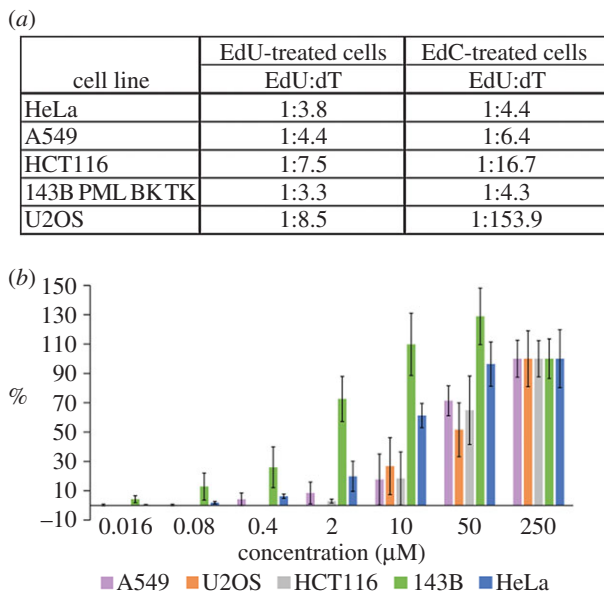 (a)
cell line EdU-treated cells EdC-treated cells
EdU:dT EdU:dT
HeLa 1:3.8 1:4.4
A549 1:4.4 1:6.4
HCT116 1:7.5 1:16.7
143B PML BK TK 1:3.3 1:4.3
U2OS 1:8.5 1:153.9
(b)
150
130
110
90
70
50
30
10
–10
%
0.016 0.08 0.4 2 10 50 250
concentration (μM)
A549 U2OS HCT116 143B HeLa